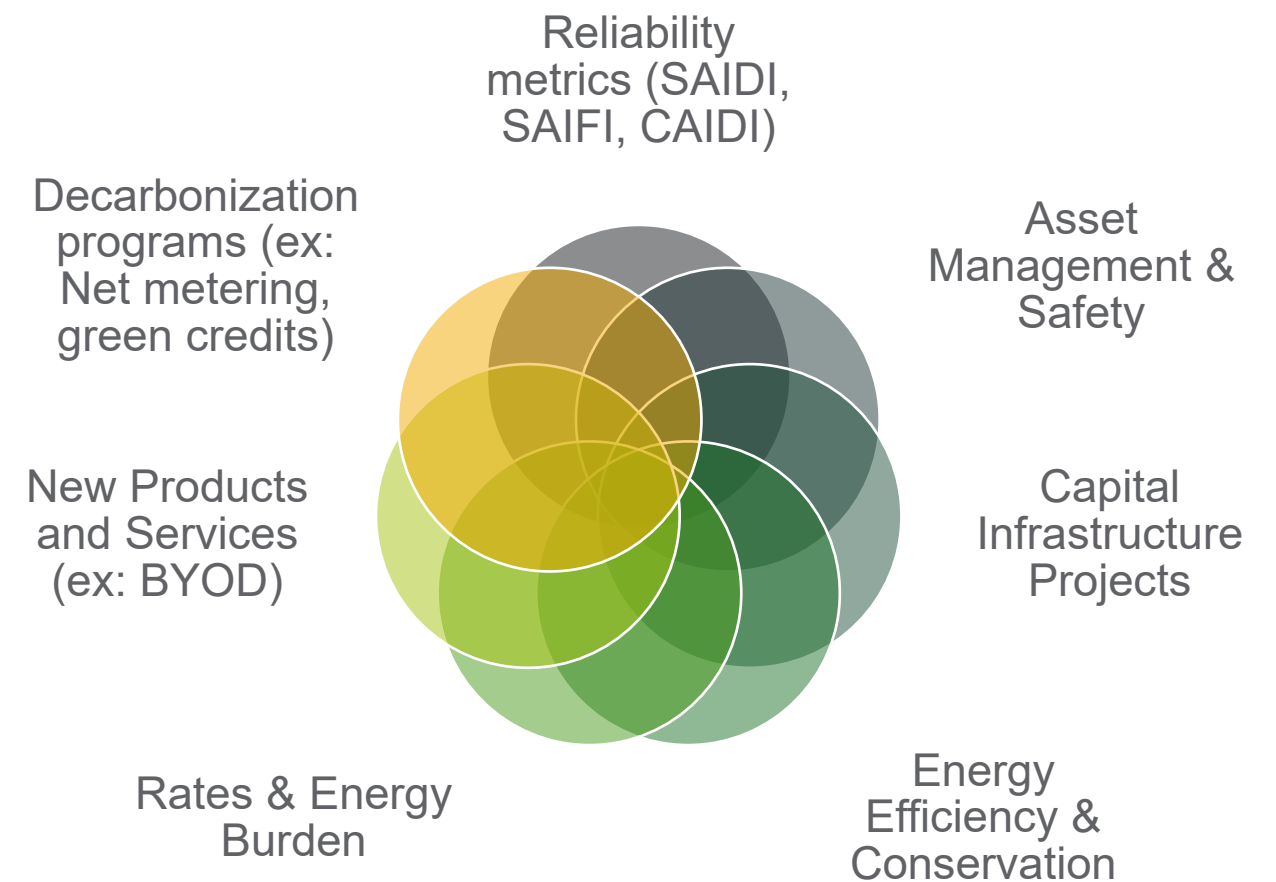 Reliability
metrics (SAIDI,
SAIFI, CAIDI)
Asset
Management &
Safety
Capital
Infrastructure
Projects
Energy
Efficiency &
Conservation
Rates & Energy
Burden
New Products
and Services
(ex: BYOD)
Decarbonization
programs (ex:
Net metering,
green credits)